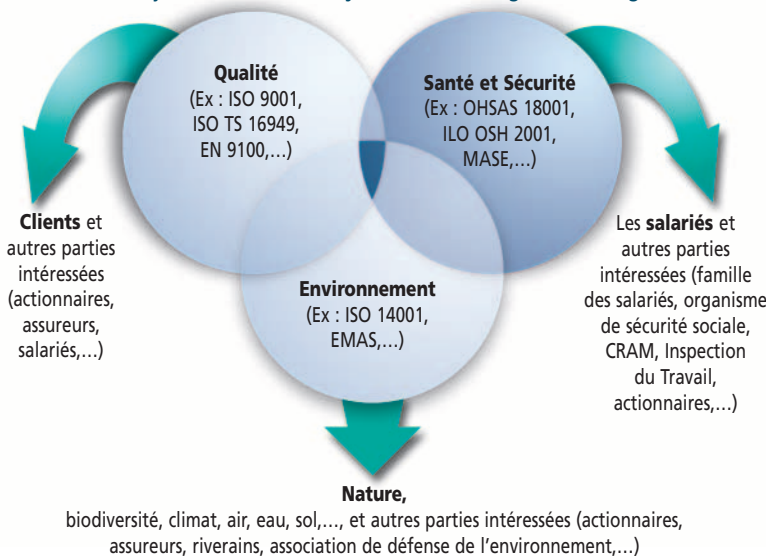 Qualité
(Ex : ISO 9001,
ISO TS 16949,
EN 9100,...)
Santé et Sécurité
(Ex : OHSAS 18001,
ILO OSH 2001,
MASE,...)
Environnement
(Ex : ISO 14001,
EMAS,...)
Clients et
autres parties
intéressées
(actionnaires,
assureurs,
salariés,...)
Les salariés et
autres parties
intéressées (famille
des salariés, organisme
de sécurité sociale,
CRAM, Inspection
du Travail,
actionnaires,...)
Nature,
biodiversité, climat, air, eau, sol,..., et autres parties intéressées (actionnaires,
assureurs, riverains, association de défense de l'environnement,...)